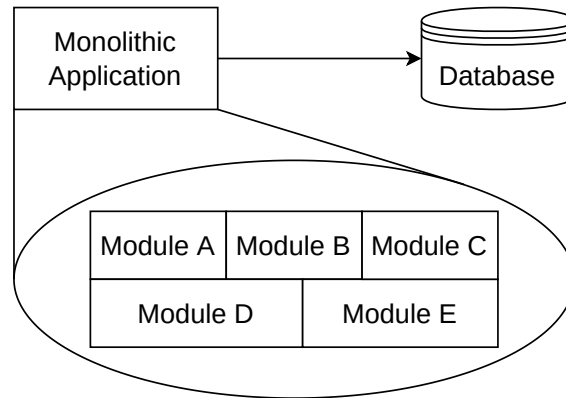 Monolithic
Application
Database
Module A
Module B
Module C
Module D
Module E